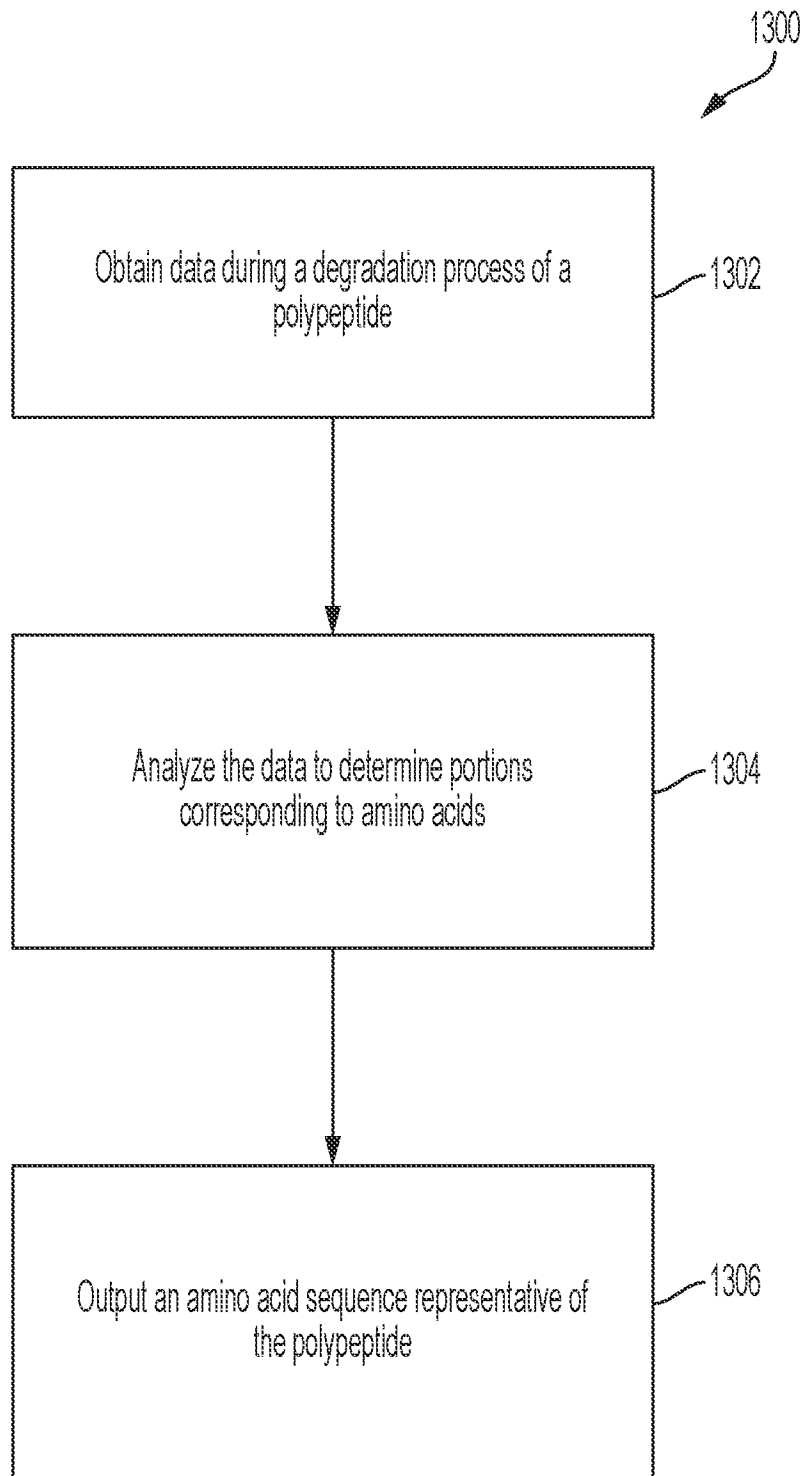 1300
Obtain data during a degradation process of a
polypeptide
1302
Analyze the data to determine portions
corresponding to amino acids
1304
Output an amino acid sequence representative of
the polypeptide
1306